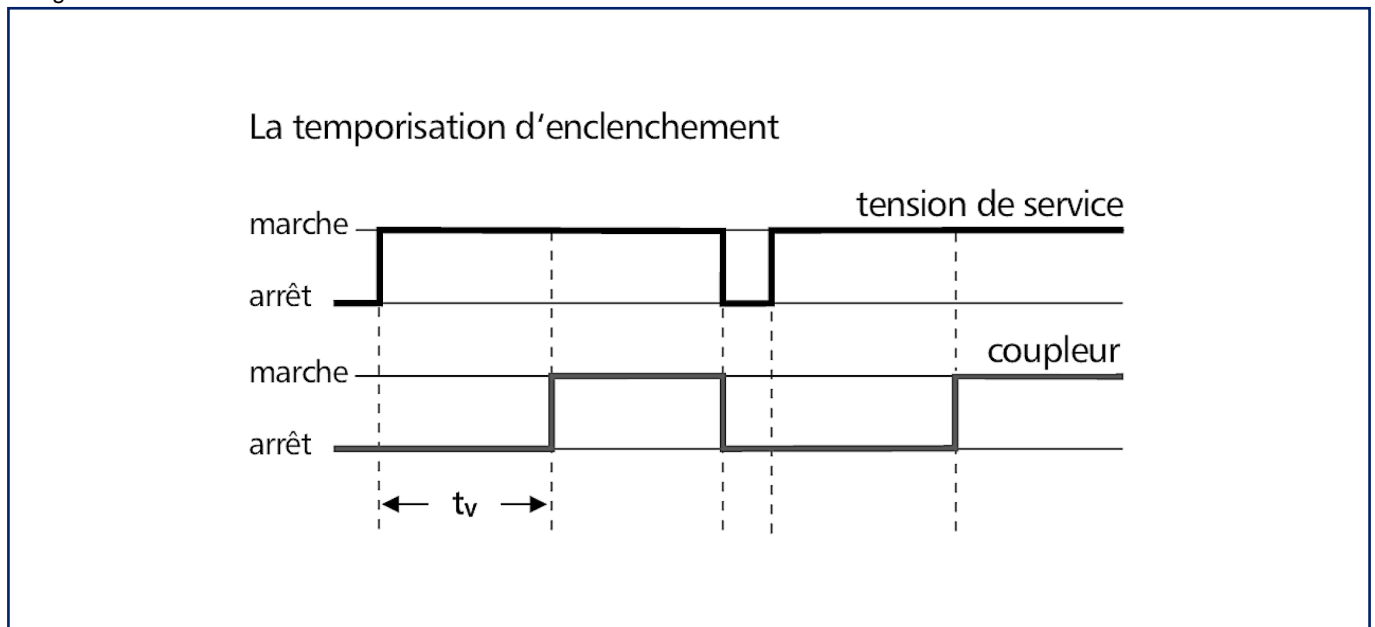 La temporisation d‘enclenchement
tension de service
marche
arrêt
coupleur
marche
arrêt
tv